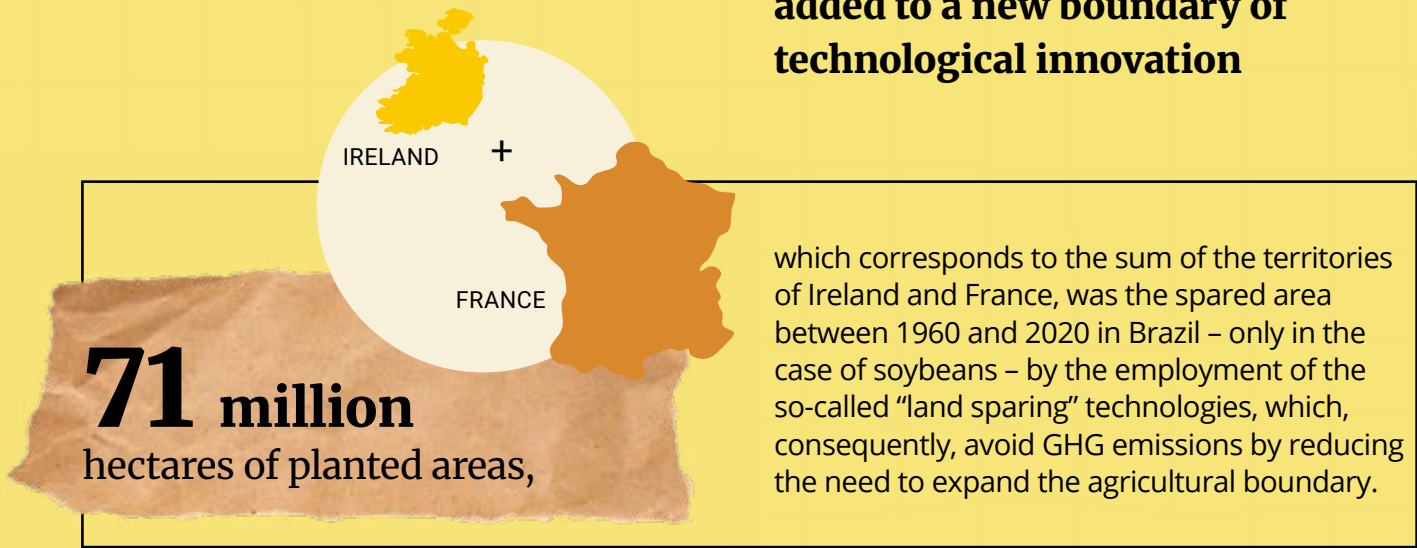 added to a new boundary of
technological innovation
IRELAND +
FRANCE
71 million
hectares of planted areas,
which corresponds to the sum of the territories
of Ireland and France, was the spared area
between 1960 and 2020 in Brazil – only in the
case of soybeans – by the employment of the
so-called “land sparing” technologies, which,
consequently, avoid GHG emissions by reducing
the need to expand the agricultural boundary.